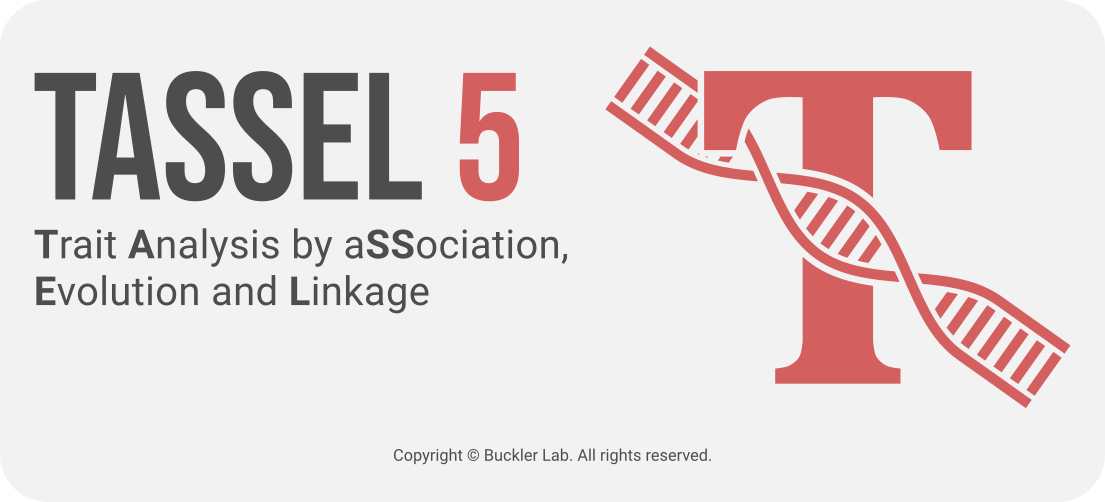 TASSEL 5
Trait Analysis by aSSociation,
Evolution and Linkage
T
Copyright © Buckler Lab. All rights reserved.